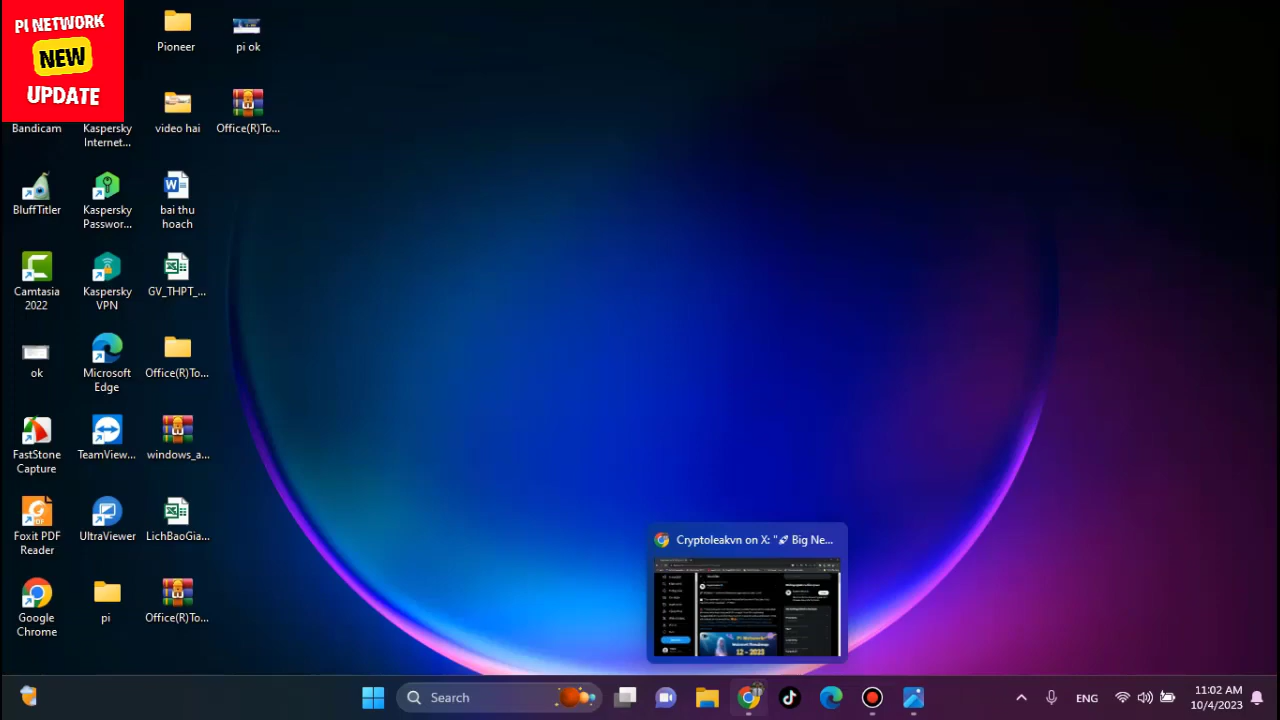 PI NETWORK
NEW
UPDATE
Pioneer
pi ok
Bandicam
Kaspersky
Internet...
video hai
Office(R)To...
BluffTitler
Kaspersky
Passwor...
bai thu
hoach
Camtasia
2022
Kaspersky
VPN
GV_THPT_...
ok
Microsoft
Edge
Office(R)To...
FastStone
Capture
TeamView...
windows_a...
Foxit PDF
Reader
UltraViewer
LichBaoGia...
Chrome
pi
Office(R)To...
Cryptoleakvn on X: "🚀 Big Ne...
Pi Network
12 - 2023
Search
ENG
11:02 AM
10/4/2023